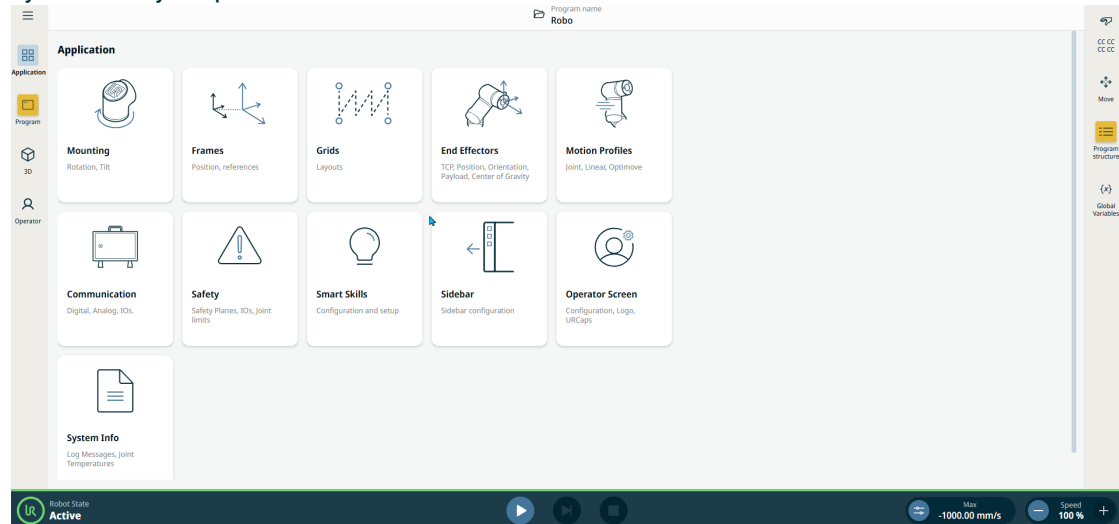 Program name
Robo
Application
Application
Program
3D
Operator
Mounting
Rotation, Tilt
Frames
Position, references
Grids
Layouts
End Effectors
TCP, Position, Orientation,
Payload, Center of Gravity
Motion Profiles
Joint, Linear, Optimove
Communication
Digital, Analog, IOs.
Safety
Safety Planes, IOs, Joint
limits
Smart Skills
Configuration and setup
Sidebar
Sidebar configuration
Operator Screen
Configuration, Logo,
URCaps
System Info
Log Messages, Joint
Temperatures
CC CC
CC CC
Move
Program
structure
{x}
Global
Variables
UR
Robot State
Active
Max
-1000.00 mm/s
Speed
100 %